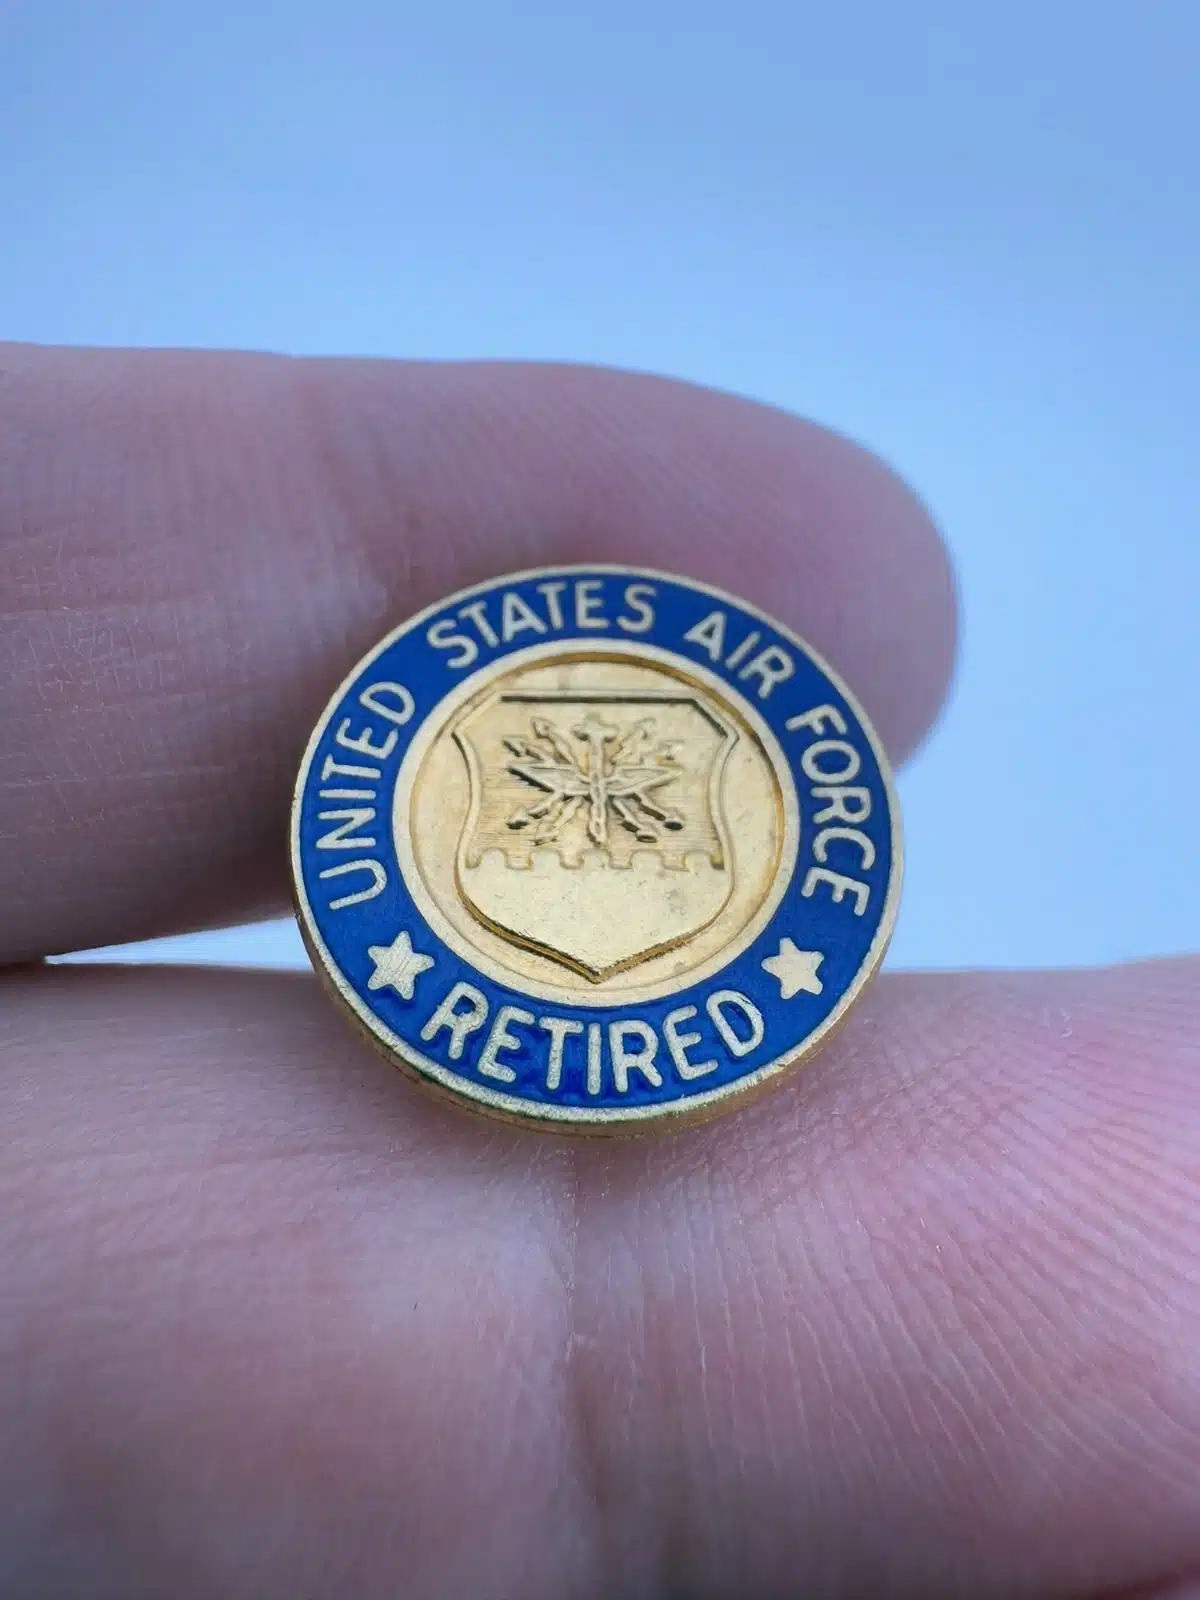 UNITED STATES AIR FORCE
RETIRED